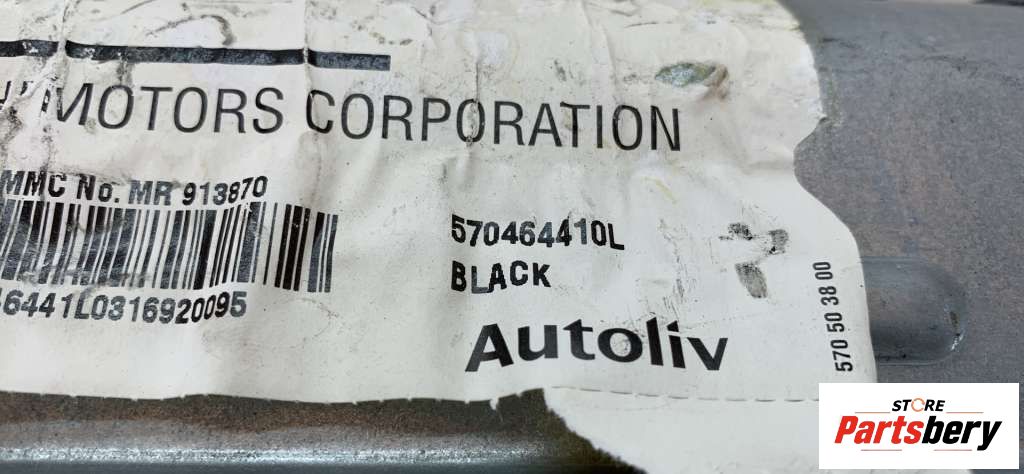 MOTORS CORPORATION
MMC No. MR 913870
570464410L
BLACK
6441L0316920095
Autoliv
570 50 38 00
STORE
Partsbery